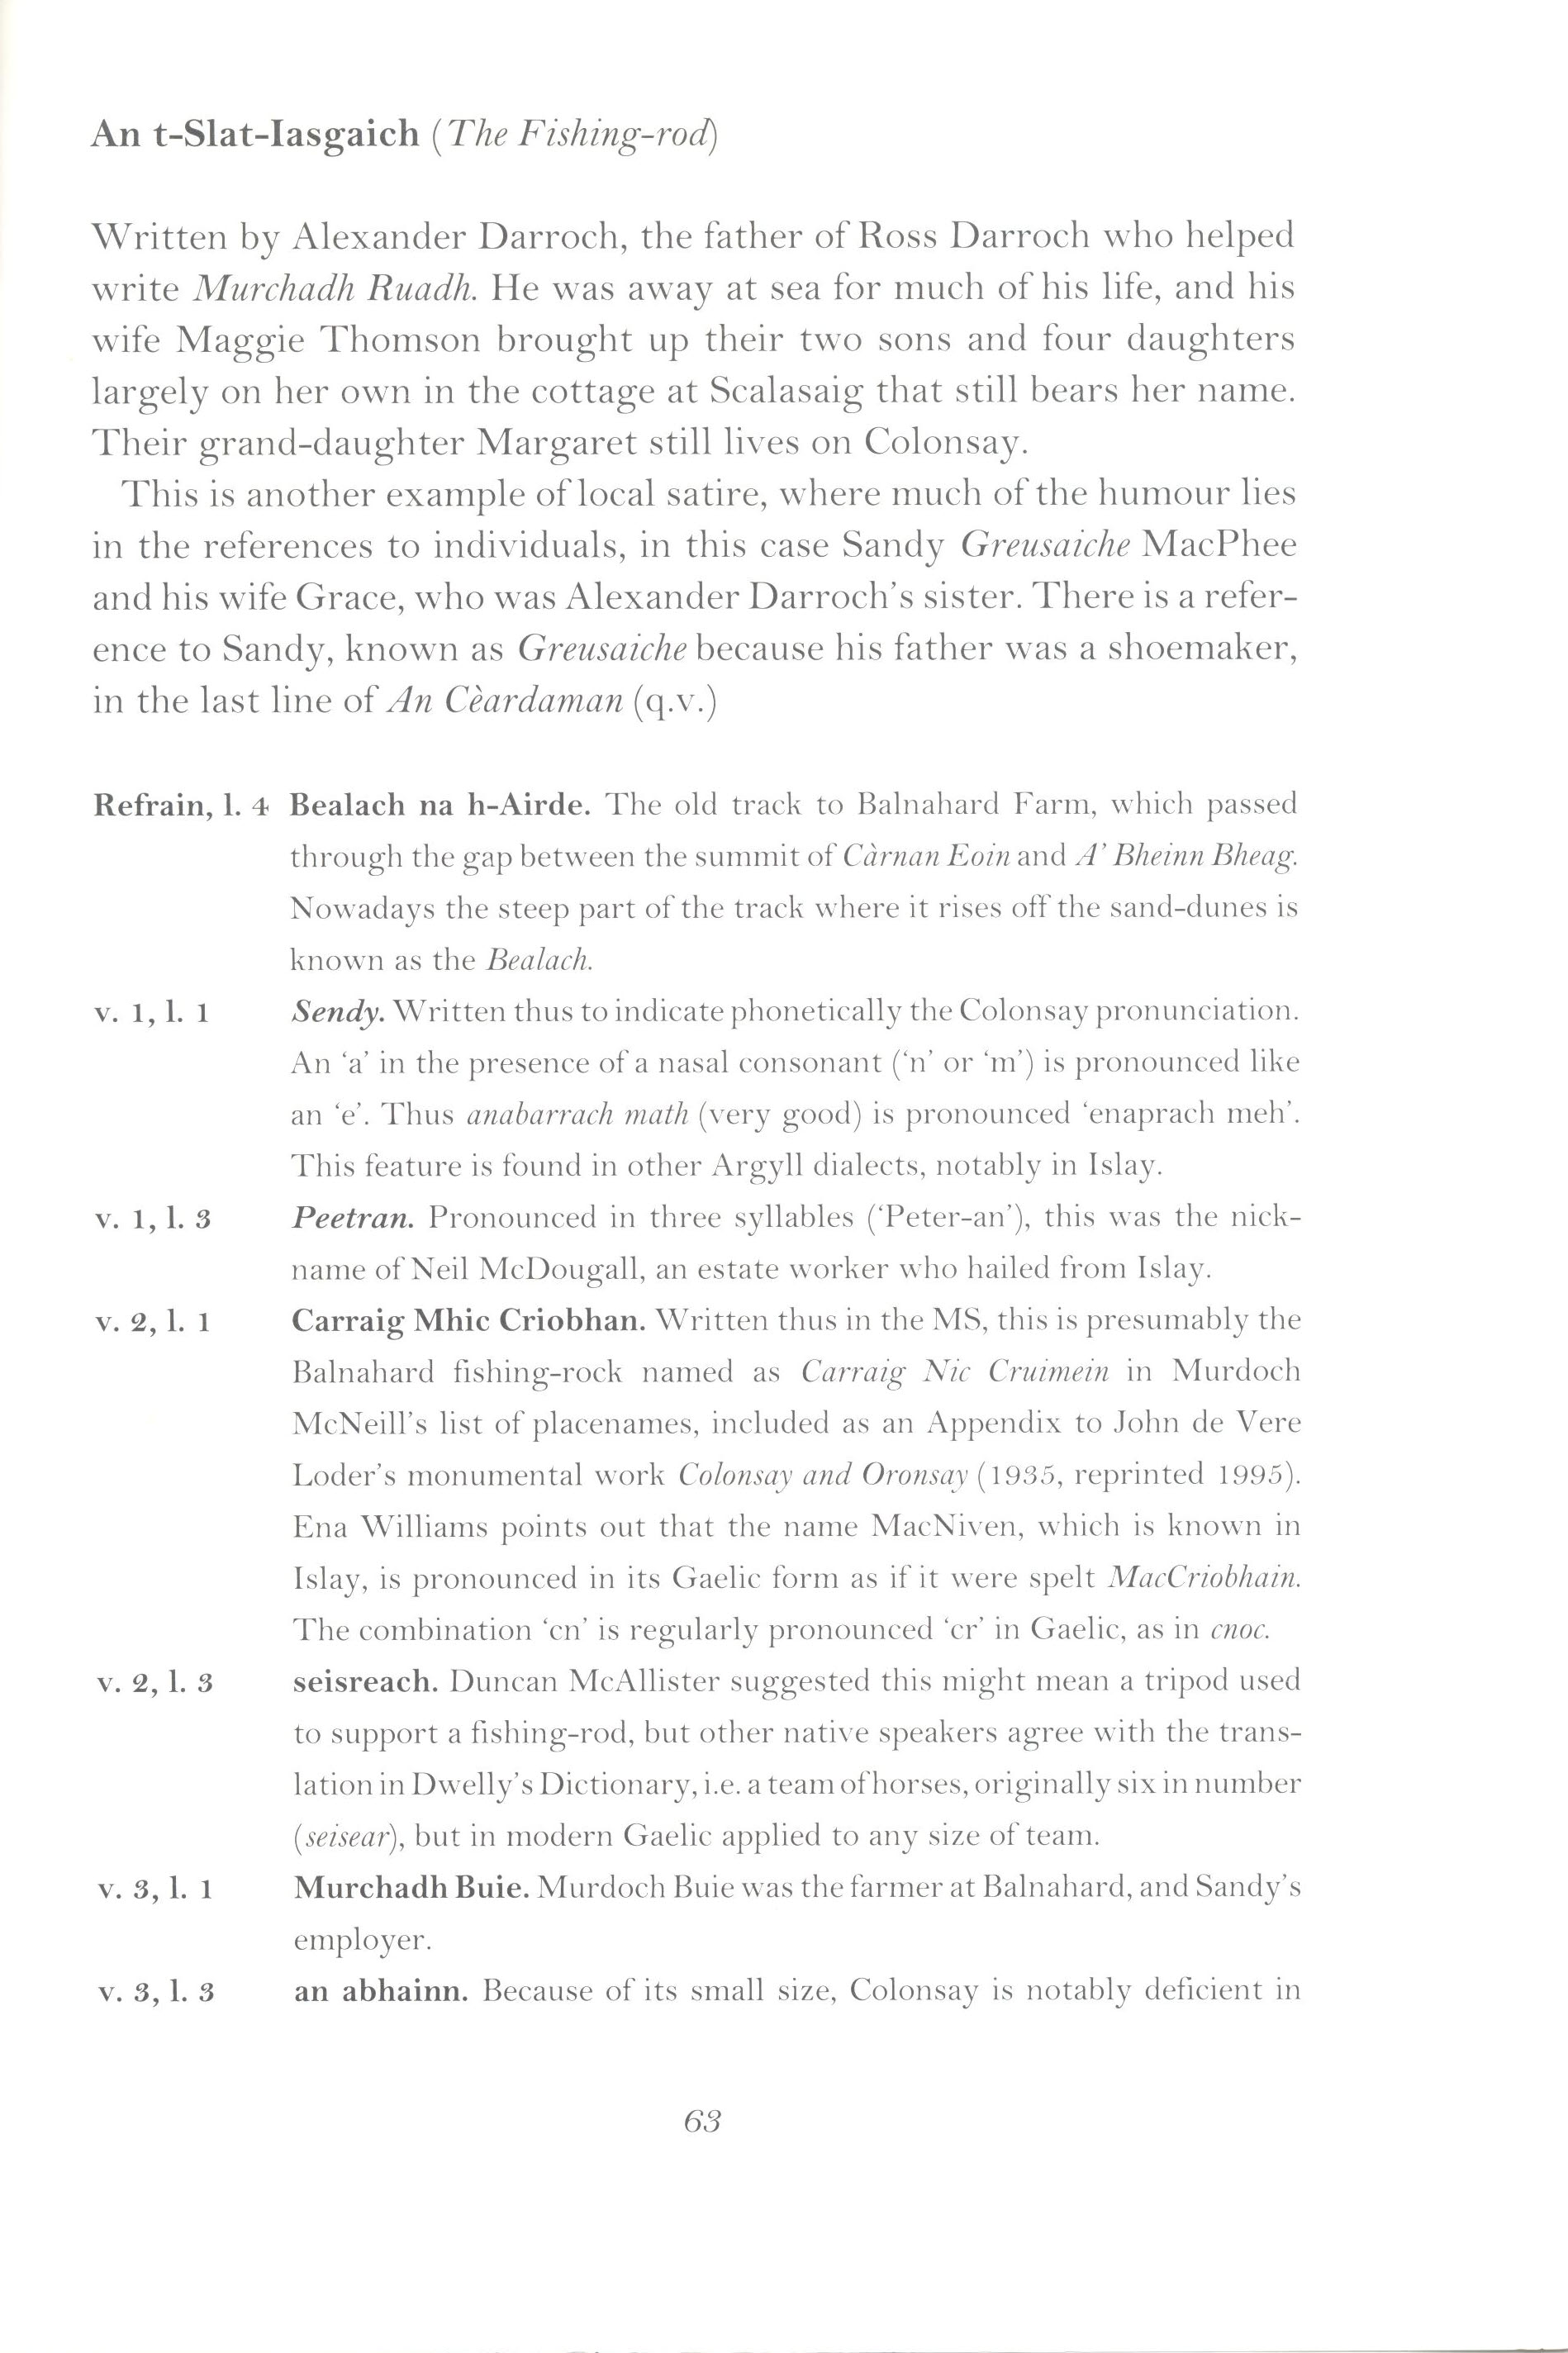 An t-Slat-Iasgaich (The Fishing-rod)
Written by Alexander Darroch, the father of Ross Darroch who helped
write Murchadh Ruadh. He was away at sea for much of his life, and his
wife Maggie Thomson brought up their two sons and four daughters
largely on her own in the cottage at Scalasaig that still bears her name.
Their grand-daughter Margaret still lives on Colonsay.
This is another example of local satire, where much of the humour lies
in the references to individuals, in this case Sandy Greusaiche MacPhee
and his wife Grace, who was Alexander Darroch's sister. There is a refer-
ence to Sandy, known as Greusaiche because his father was a shoemaker,
in the last line of An Cèardaman (q.v.)
Refrain, l. 4 Bealach na h-Airde. The old track to Balnahard Farm, which passed
through the gap between the summit of Càrnan Eoin and A' Bheinn Bheag.
Nowadays the steep part of the track where it rises off the sand-dunes is
known as the Bealach.
v. 1, l. 1 Sendy. Written thus to indicate phonetically the Colonsay pronunciation.
An 'a' in the presence of a nasal consonant ('n' or 'm') is pronounced like
an 'e'. Thus anabarrach math (very good) is pronounced 'enaprach meh'.
This feature is found in other Argyll dialects, notably in Islay.
v. 1, l. 3 Peetran. Pronounced in three syllables ('Peter-an'), this was the nick-
name of Neil McDougall, an estate worker who hailed from Islay.
v. 2, l. 1 Carraig Mhic Criobhan. Written thus in the MS, this is presumably the
Balnahard fishing-rock named as Carraig Nic Cruimein in Murdoch
McNeill's list of placenames, included as an Appendix to John de Vere
Loder's monumental work Colonsay and Oronsay (1935, reprinted 1995).
Ena Williams points out that the name MacNiven, which is known in
Islay, is pronounced in its Gaelic form as if it were spelt MacCriobhain.
The combination 'cn' is regularly pronounced 'cr' in Gaelic, as in cnoc.
v. 2, l. 3 seisreach. Duncan McAllister suggested this might mean a tripod used
to support a fishing-rod, but other native speakers agree with the trans-
lation in Dwelly's Dictionary, i.e. a team of horses, originally six in number
(seisear), but in modern Gaelic applied to any size of team.
v. 3, l. 1 Murchadh Buie. Murdoch Buie was the farmer at Balnahard, and Sandy's
employer.
v. 3, l. 3 an abhainn. Because of its small size, Colonsay is notably deficient in
63